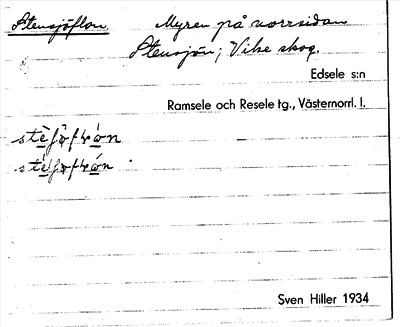 Stensjöflon Myren på norrsidan
Stensjön; Vike skog.
Edsele s:n
Ramsele och Resele tg., Västernorrl. l.
Sven Hiller 1934